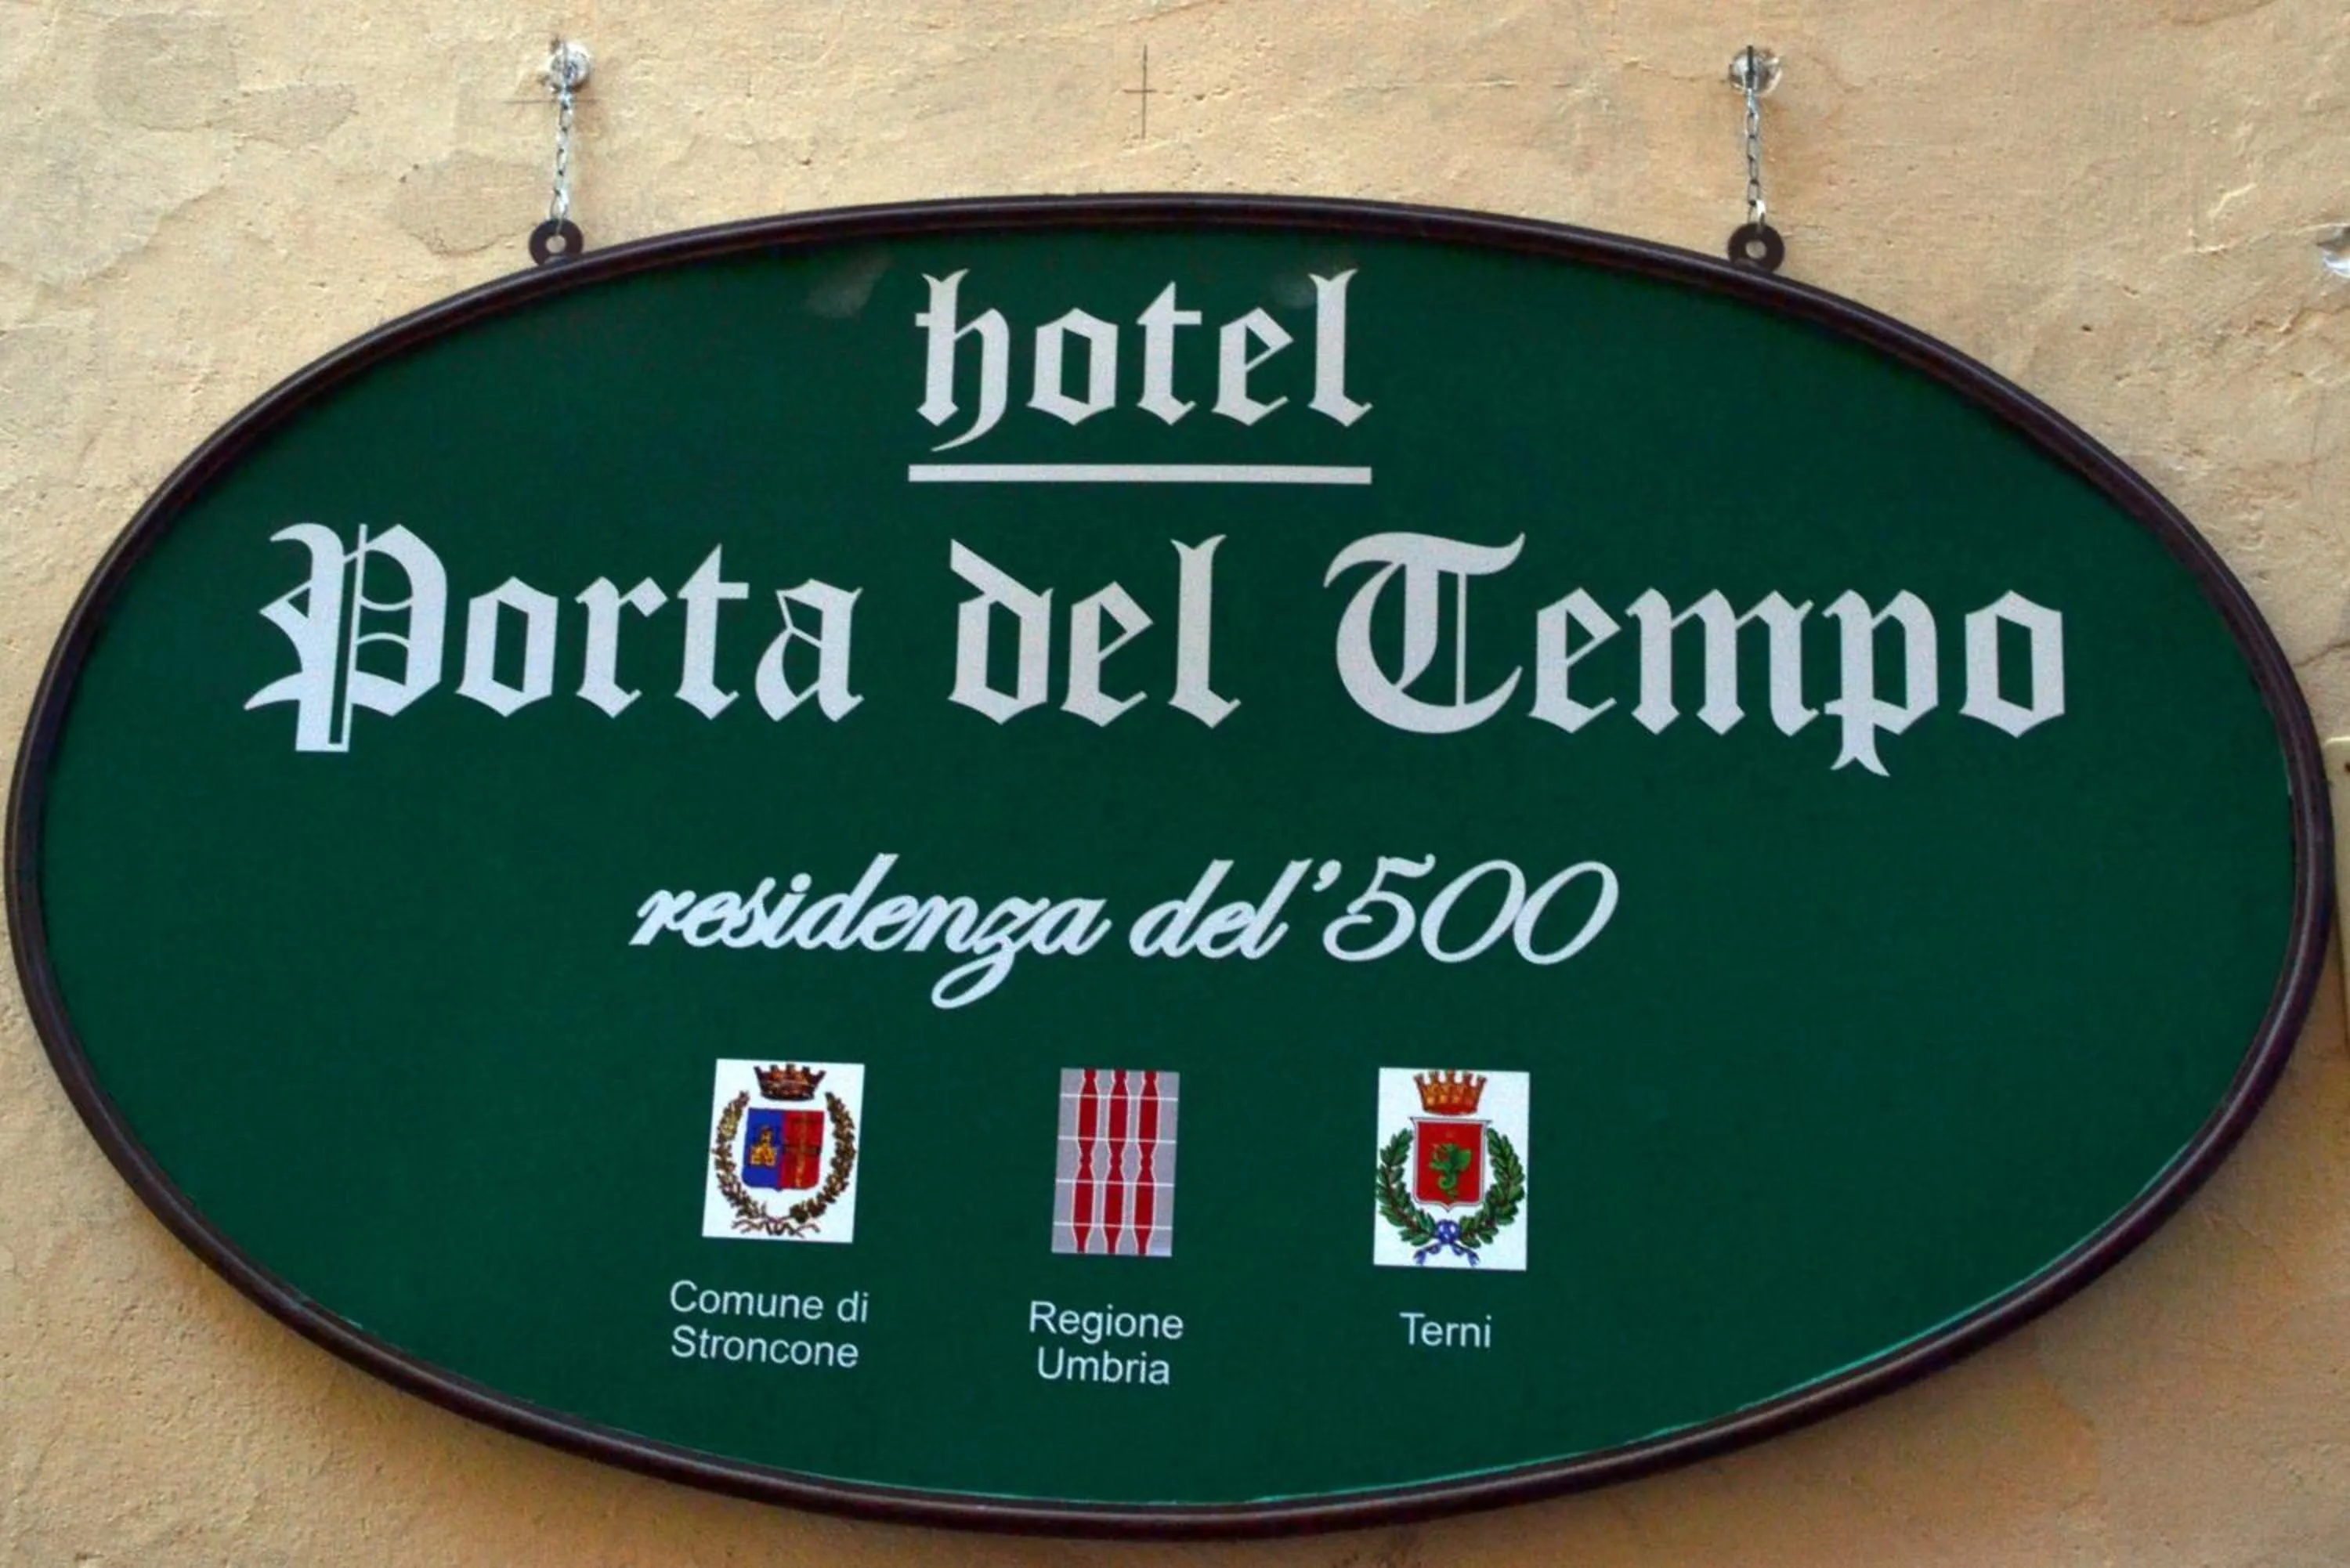 hotel
Porta del Tempo
residenza del'500
Comune di
Stroncone
Regione
Umbria
Terni